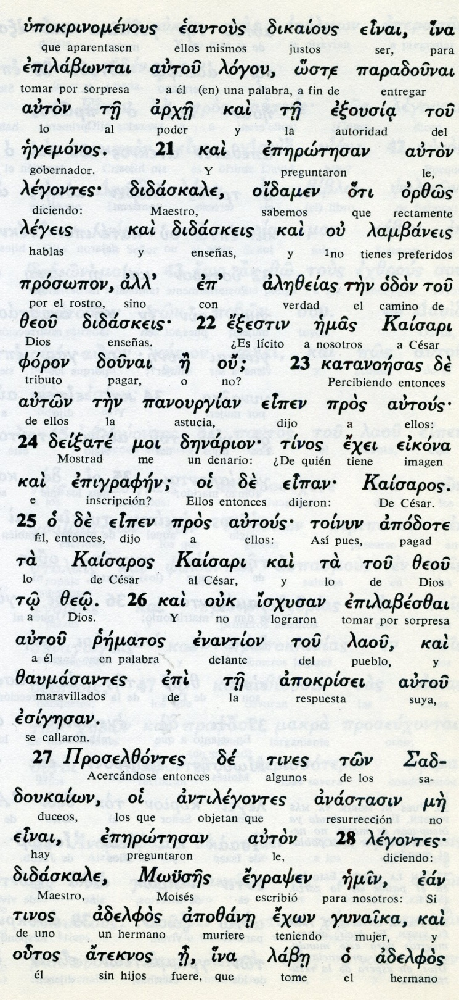 ὑποκρινομένους ἑαυτοὺς δικαίους εἶναι, ἵνα
que aparentasen ellos mismos justos ser, para
ἐπιλάβωνται αὐτοῦ λόγου, ὥστε παραδοῦναι
tomar por sorpresa a él (en) una palabra, a fin de entregar
αὐτὸν τῇ ἀρχῇ καὶ τῇ ἐξουσίᾳ τοῦ
lo al poder y la autoridad del
ἡγεμόνος. 21 καὶ ἐπηρώτησαν αὐτὸν
gobernador. Y preguntaron le,
λέγοντες· διδάσκαλε, οἴδαμεν ὅτι ὀρθῶς
diciendo: Maestro, sabemos que rectamente
λέγεις καὶ διδάσκεις καὶ οὐ λαμβάνεις
hablas y enseñas, y 1no tienes preferidos
πρόσωπον, ἀλλ' ἐπ' ἀληθείας τὴν ὁδὸν τοῦ
por el rostro, sino con verdad el camino de
θεοῦ διδάσκεις· 22 ἔξεστιν ἡμᾶς Καίσαρι
Dios enseñas. ¿Es lícito a nosotros a César
φόρον δοῦναι ἢ οὔ; 23 κατανοήσας δὲ
tributo pagar, o no? Percibiendo entonces
αὐτῶν τὴν πανουργίαν εἶπεν πρὸς αὐτούς·
de ellos la astucia, dijo a ellos:
24 δείξατέ μοι δηνάριον· τίνος ἔχει εἰκόνα
Mostrad me un denario: ¿De quién tiene imagen
καὶ ἐπιγραφήν; οἱ δὲ εἶπαν· Καίσαρος.
e inscripción? Ellos entonces dijeron: De César.
25 ὁ δὲ εἶπεν πρὸς αὐτούς· τοίνυν ἀπόδοτε
Él, entonces, dijo a ellos: Así pues, pagad
τὰ Καίσαρος Καίσαρι καὶ τὰ τοῦ θεοῦ
lo de César al César, y lo de Dios
τῷ θεῷ. 26 καὶ οὐκ ἴσχυσαν ἐπιλαβέσθαι
a Dios. Y no lograron tomar por sorpresa
αὐτοῦ ῥήματος ἐναντίον τοῦ λαοῦ, καὶ
a él en palabra delante del pueblo, y
θαυμάσαντες ἐπὶ τῇ ἀποκρίσει αὐτοῦ
maravillados de la respuesta suya,
ἐσίγησαν.
se callaron.
27 Προσελθόντες δέ τινες τῶν Σαδ-
Acercándose entonces algunos de los sa-
δουκαίων, οἱ ἀντιλέγοντες ἀνάστασιν μὴ
duceos, los que objetan que resurrección no
εἶναι, ἐπηρώτησαν αὐτὸν 28 λέγοντες·
hay preguntaron le, diciendo:
διδάσκαλε, Μωϋσῆς ἔγραψεν ἡμῖν, ἐάν
Maestro, Moisés escribió para nosotros: Si
τινος ἀδελφὸς ἀποθάνῃ ἔχων γυναῖκα, καὶ
de uno un hermano muriere teniendo mujer, y
οὗτος ἄτεκνος ᾖ, ἵνα λάβῃ ὁ ἀδελφὸς
él sin hijos fuere, que tome el hermano